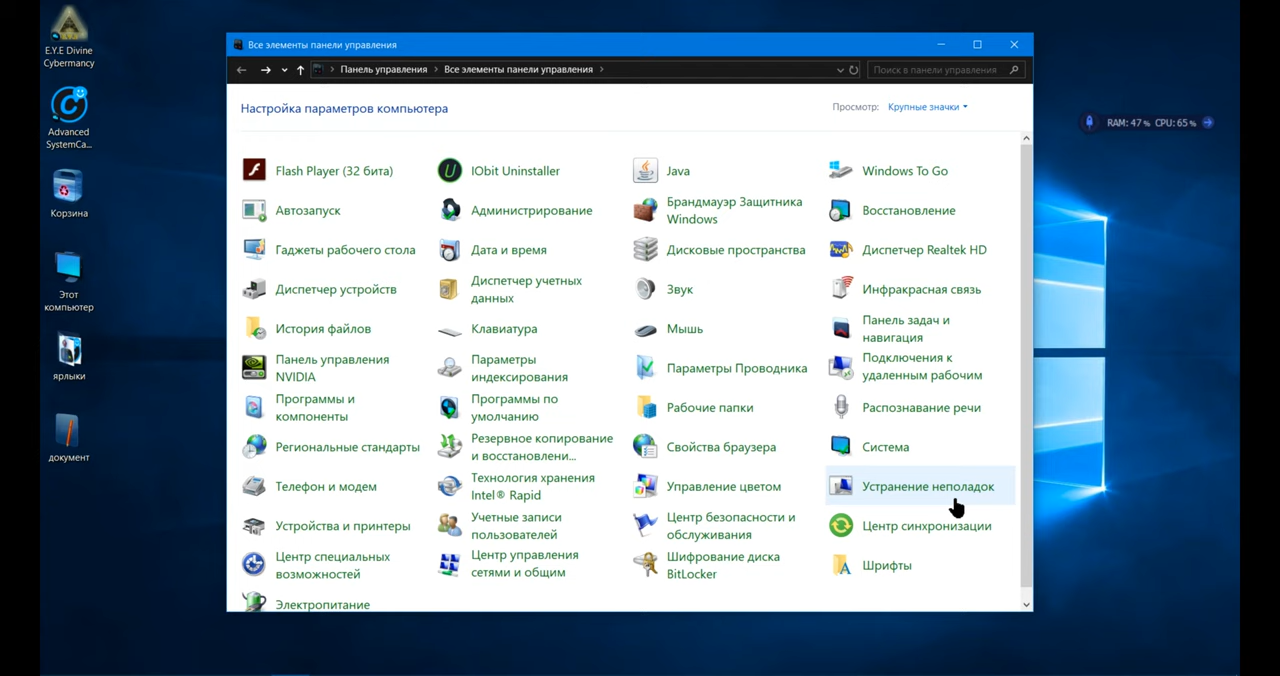 E.Y.E Divine
Cybermancy
Advanced
SystemCa...
Корзина
Этот
компьютер
ярлыки
документ
Все элементы панели управления
Панель управления
Все элементы панели управления
Поиск в панели управления
Настройка параметров компьютера
Просмотр:
Крупные значки
Flash Player (32 бита)
IObit Uninstaller
Java
Windows To Go
Автозапуск
Администрирование
Брандмауэр Защитника
Windows
Восстановление
Гаджеты рабочего стола
Дата и время
Дисковые пространства
Диспетчер Realtek HD
Диспетчер устройств
Диспетчер учетных
данных
Звук
Инфракрасная связь
История файлов
Клавиатура
Мышь
Панель задач и
навигация
Панель управления
NVIDIA
Параметры
индексирования
Параметры Проводника
Подключения к
удаленным рабочим
Программы и
компоненты
Программы по
умолчанию
Рабочие папки
Распознавание речи
Региональные стандарты
Резервное копирование
и восстановлени...
Свойства браузера
Система
Телефон и модем
Технология хранения
Intel® Rapid
Управление цветом
Устранение неполадок
Устройства и принтеры
Учетные записи
пользователей
Центр безопасности и
обслуживания
Центр синхронизации
Центр специальных
возможностей
Центр управления
сетями и общим
Шифрование диска
BitLocker
Шрифты
Электропитание
RAM: 47 % CPU: 65 %